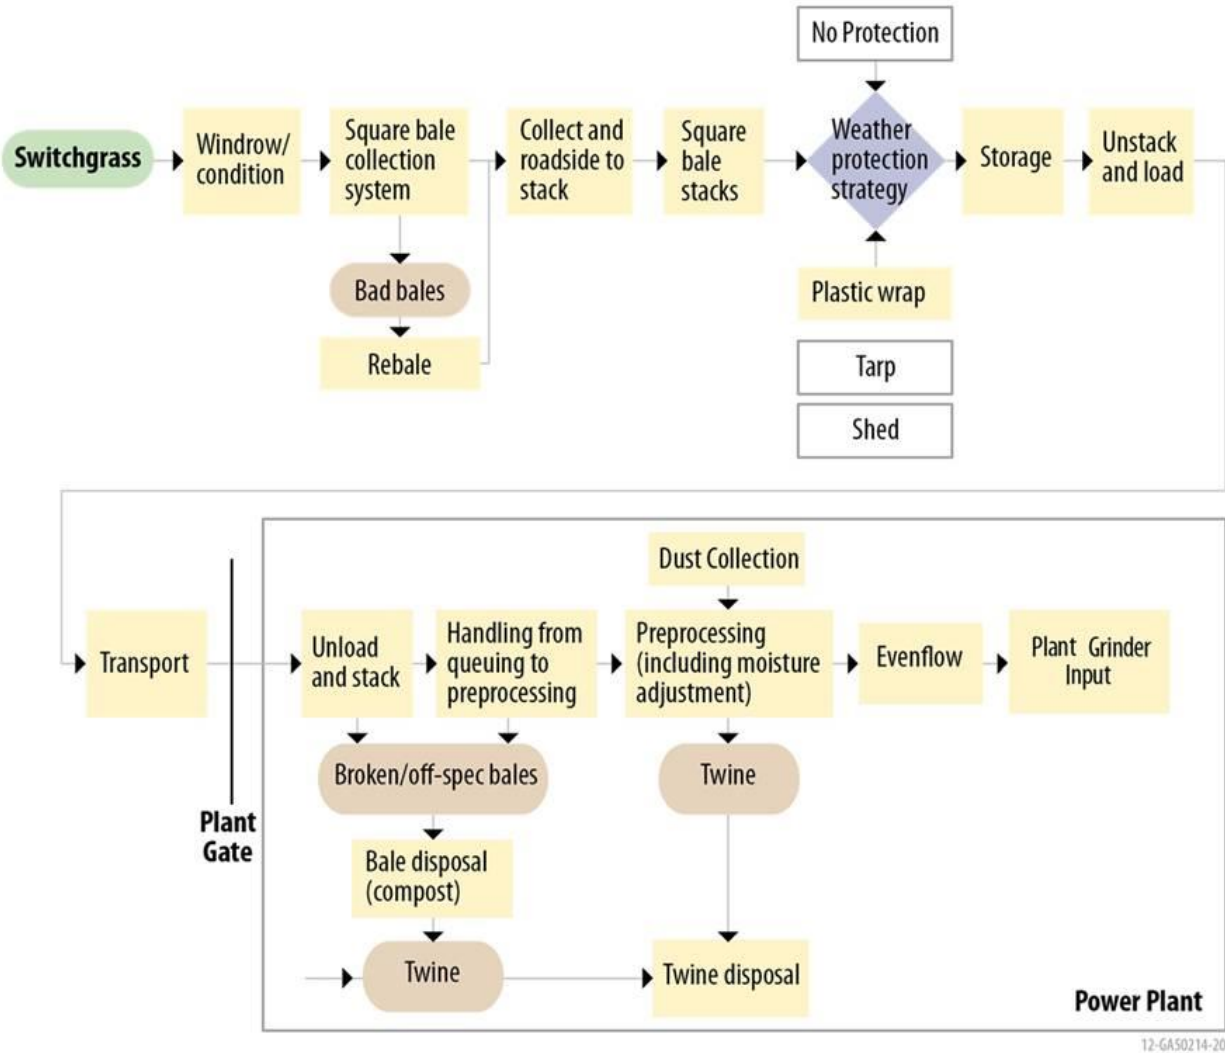 No Protection
Switchgrass
Windrow/
condition
Square bale
collection
system
Collect and
roadside to
stack
Square
bale
stacks
Weather
protection
strategy
Storage
Unstack
and load
Bad bales
Rebale
Plastic wrap
Tarp
Shed
Dust Collection
Transport
Unload
and stack
Handling from
queuing to
preprocessing
Preprocessing
(including moisture
adjustment)
Evenflow
Plant Grinder
Input
Broken/off-spec bales
Twine
Plant
Gate
Bale disposal
(compost)
Twine
Twine disposal
Power Plant
12-GA50214-20